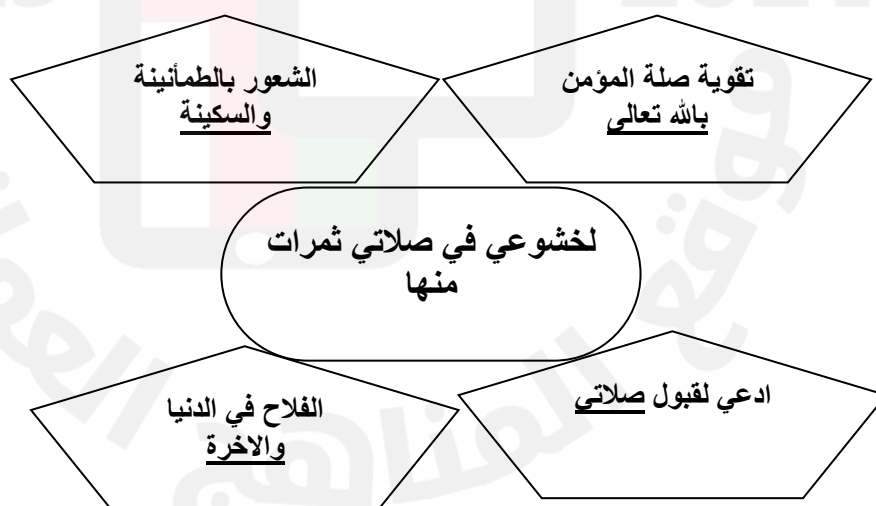 تقوية صلة المؤمن
بالله تعالى
الشعور بالطمأنينة
والسكينة
لخشوعي في صلاتي ثمرات
منها
ادعي لقبول صلاتي
الفلاح في الدنيا
والاخرة